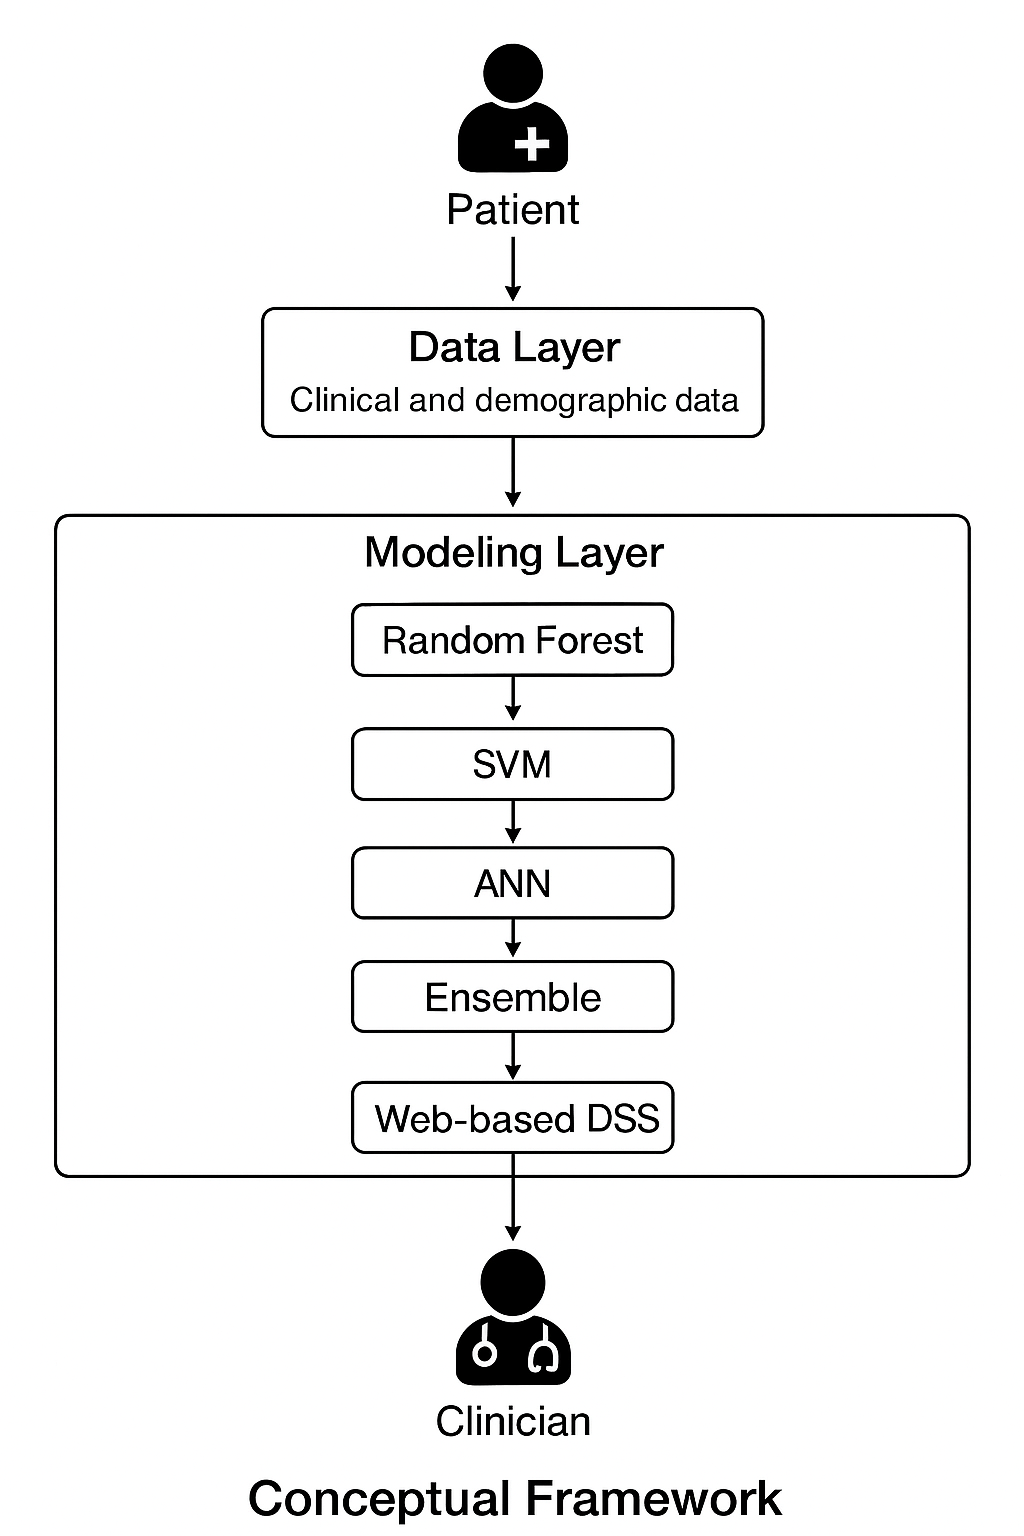 Patient
Data Layer
Clinical and demographic data
Modeling Layer
Random Forest
SVM
ANN
Ensemble
Web-based DSS
Clinician
Conceptual Framework